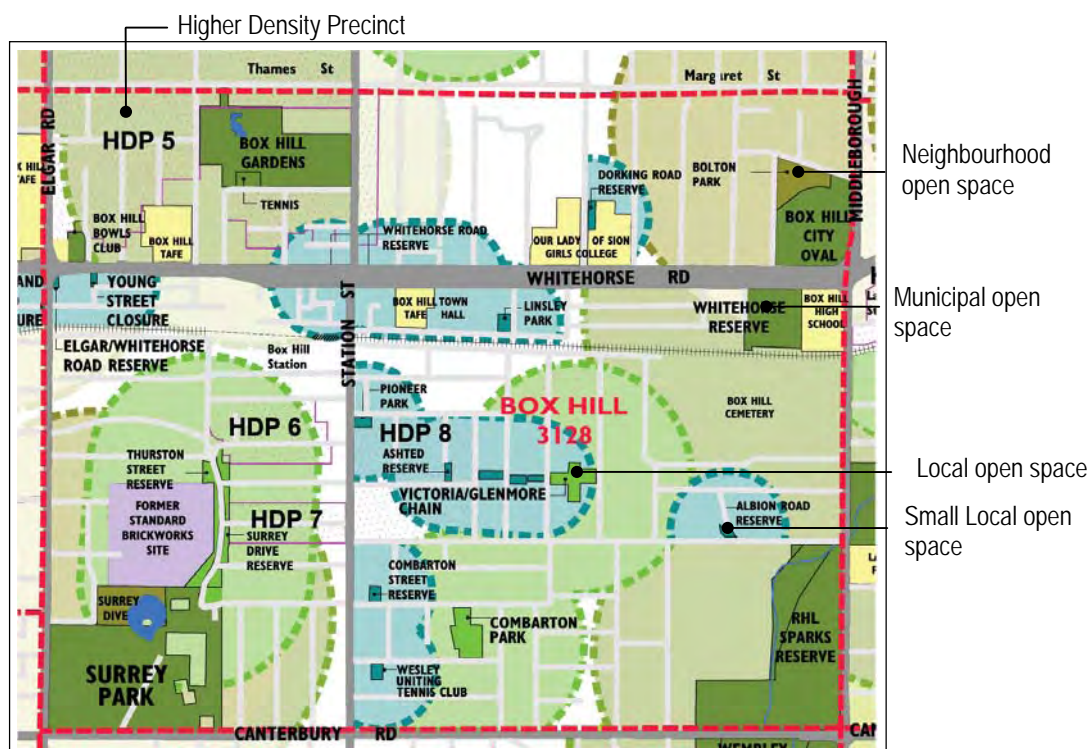 Higher Density Precinct
Thames St
Margaret St
ELGAR RD
HDP 5
BOX HILL
GARDENS
TENNIS
BOX HILL
TAFE
BOX HILL
BOWLS
CLUB
BOX HILL
TAFE
WHITEHORSE ROAD
RESERVE
DORKING ROAD
RESERVE
OUR LADY OF SION
GIRLS COLLEGE
BOLTON
PARK
BOX HILL
CITY
OVAL
MIDDLEBOROUGH
Neighbourhood
open space
WHITEHORSE RD
YOUNG
STREET
CLOSURE
ELGAR/WHITEHORSE
ROAD RESERVE
Box Hill
Station
STATION ST
BOX HILL
TAFE
TOWN
HALL
LINSLEY
PARK
WHITEHORSE
RESERVE
BOX HILL
HIGH
SCHOOL
Municipal open
space
PIONEER
PARK
BOX HILL
3128
BOX HILL
CEMETERY
HDP 6
HDP 8
ASHTED
RESERVE
THURSTON
STREET
RESERVE
VICTORIA/GLENMORE
CHAIN
Local open space
FORMER
STANDARD
BRICKWORKS
SITE
HDP 7
SURREY
DRIVE
RESERVE
ALBION ROAD
RESERVE
Small Local open
space
COMBARTON
STREET
RESERVE
SURREY
DIVE
COMBARTON
PARK
RHL
SPARKS
RESERVE
SURREY
PARK
WESLEY
UNITING
TENNIS CLUB
CANTERBURY RD
CAN
WEMBLEY